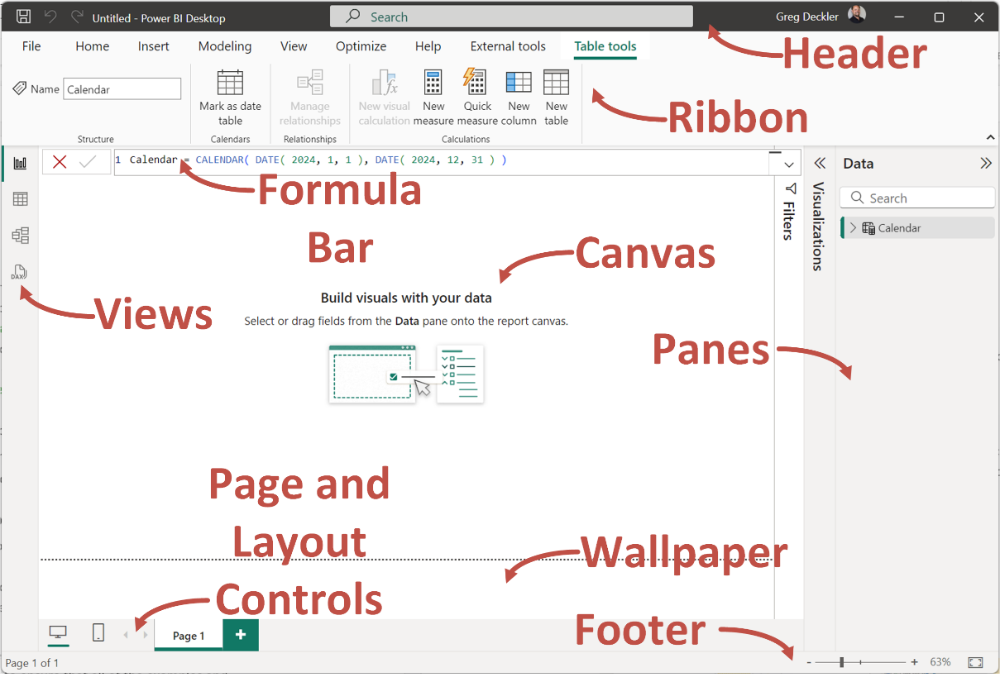 Untitled - Power BI Desktop
Search
Greg Deckler
Header
File Home Insert Modeling View Optimize Help External tools Table tools
Name Calendar
Mark as date table
Manage relationships
New visual calculation
New measure
Quick measure
New column
New table
Ribbon
Structure Calendars Relationships Calculations
1 Calendar = CALENDAR( DATE( 2024, 1, 1 ), DATE( 2024, 12, 31 ) )
Formula
Bar
Filters
Visualizations
Data
Search
Calendar
Canvas
Build visuals with your data
Select or drag fields from the Data pane onto the report canvas.
DAX
Views
Panes
Page and
Layout
Controls
Wallpaper
Footer
Page 1
+
Page 1 of 1
- + 63%